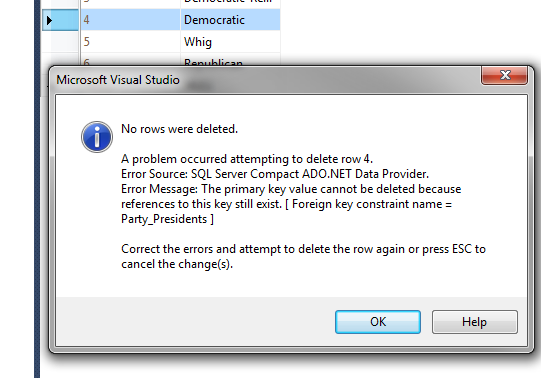 3 Democratic-Repu
4 Democratic
5 Whig
6 Republican
Microsoft Visual Studio
No rows were deleted.
A problem occurred attempting to delete row 4.
Error Source: SQL Server Compact ADO.NET Data Provider.
Error Message: The primary key value cannot be deleted because
references to this key still exist. [ Foreign key constraint name =
Party_Presidents ]
Correct the errors and attempt to delete the row again or press ESC to
cancel the change(s).
OK Help